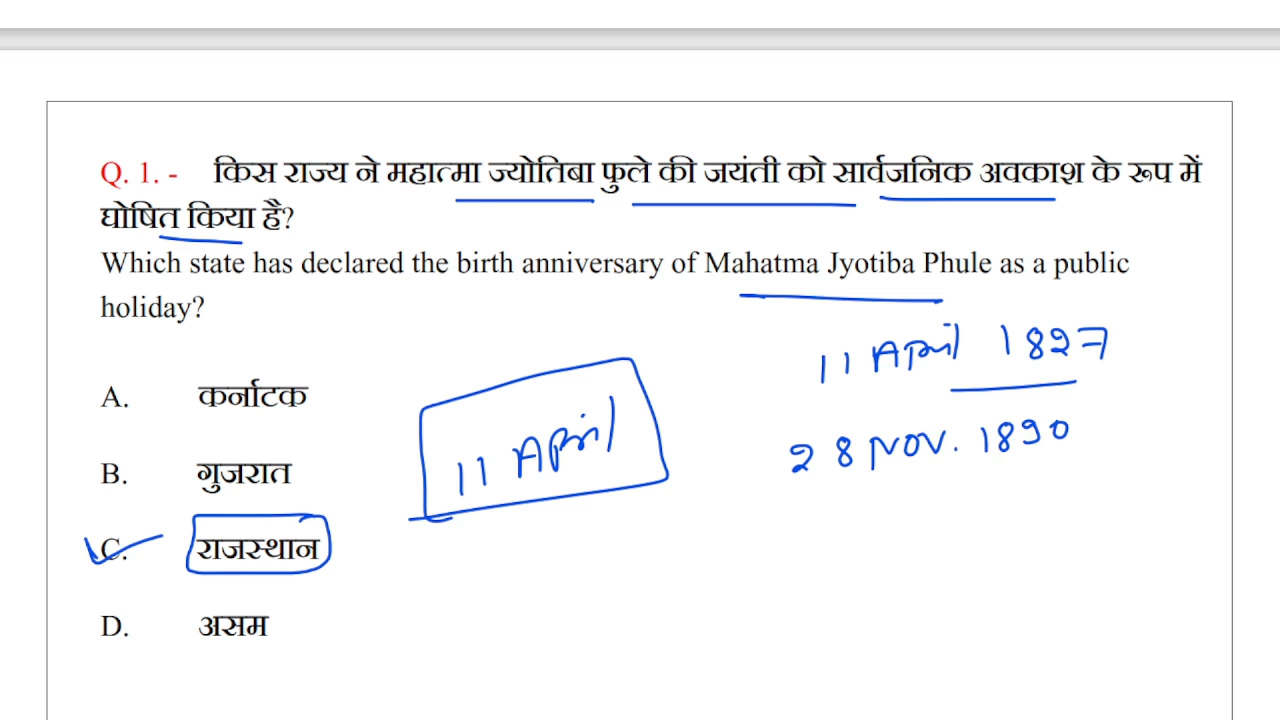 Q. 1. - किस राज्य ने महात्मा ज्योतिबा फुले की जयंती को सार्वजनिक अवकाश के रूप में
घोषित किया है?
Which state has declared the birth anniversary of Mahatma Jyotiba Phule as a public
holiday?
11 April 1827
28 NOV. 1890
A. कर्नाटक
11 April
B. गुजरात
C. राजस्थान
D. असम